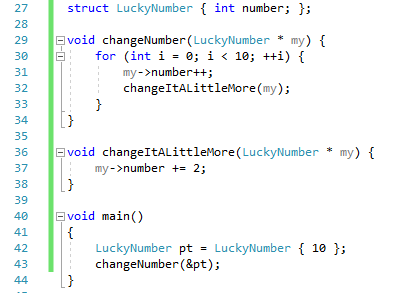 27 struct LuckyNumber { int number; };
28
29 void changeNumber(LuckyNumber * my) {
30     for (int i = 0; i < 10; ++i) {
31         my->number++;
32         changeItALittleMore(my);
33     }
34 }
35
36 void changeItALittleMore(LuckyNumber * my) {
37     my->number += 2;
38 }
39
40 void main()
41 {
42     LuckyNumber pt = LuckyNumber { 10 };
43     changeNumber(&pt);
44 }